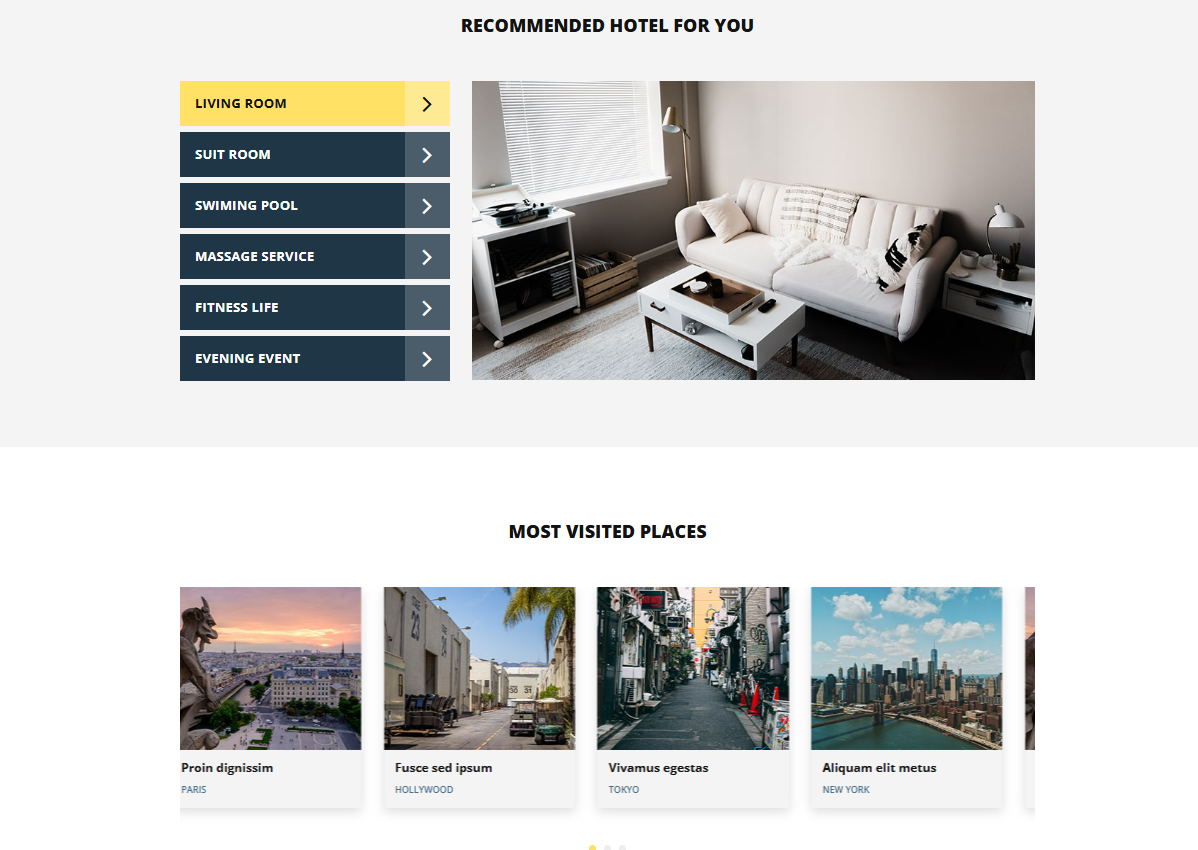 RECOMMENDED HOTEL FOR YOU
LIVING ROOM
SUIT ROOM
SWIMING POOL
MASSAGE SERVICE
FITNESS LIFE
EVENING EVENT
MOST VISITED PLACES
Proin dignissim
PARIS
Fusce sed ipsum
HOLLYWOOD
Vivamus egestas
TOKYO
Aliquam elit metus
NEW YORK